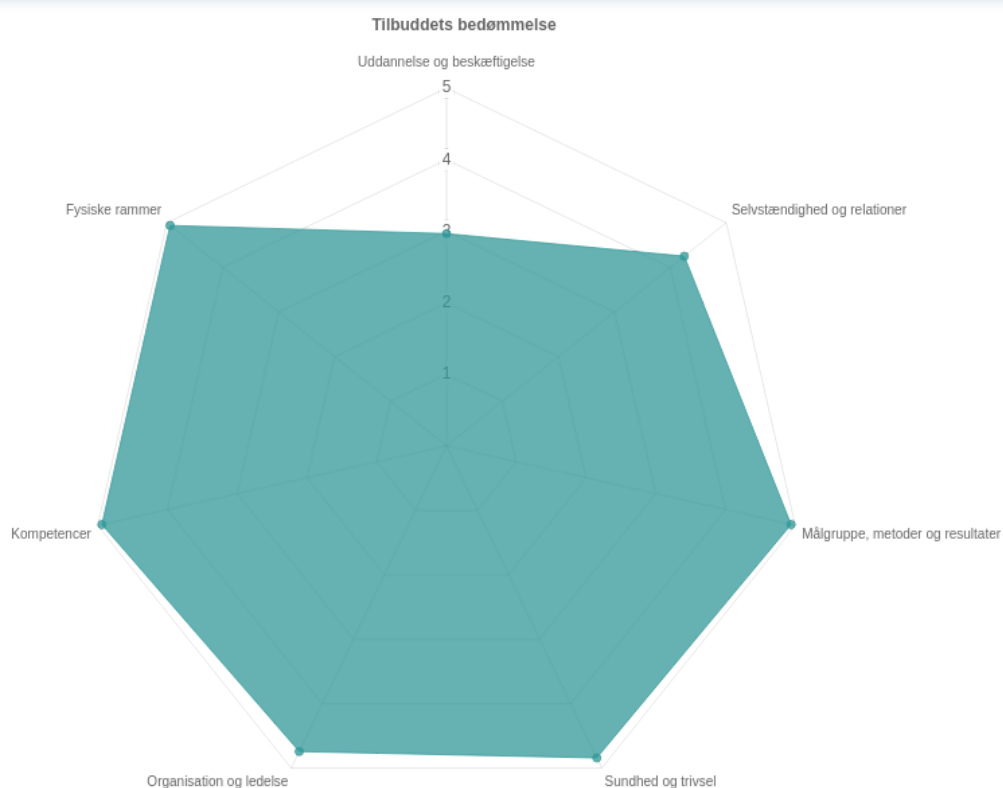 Tilbuddets bedømmelse
Uddannelse og beskæftigelse
5
4
Fysiske rammer
Selvstændighed og relationer
3
2
1
Kompetencer
Målgruppe, metoder og resultater
Organisation og ledelse
Sundhed og trivsel